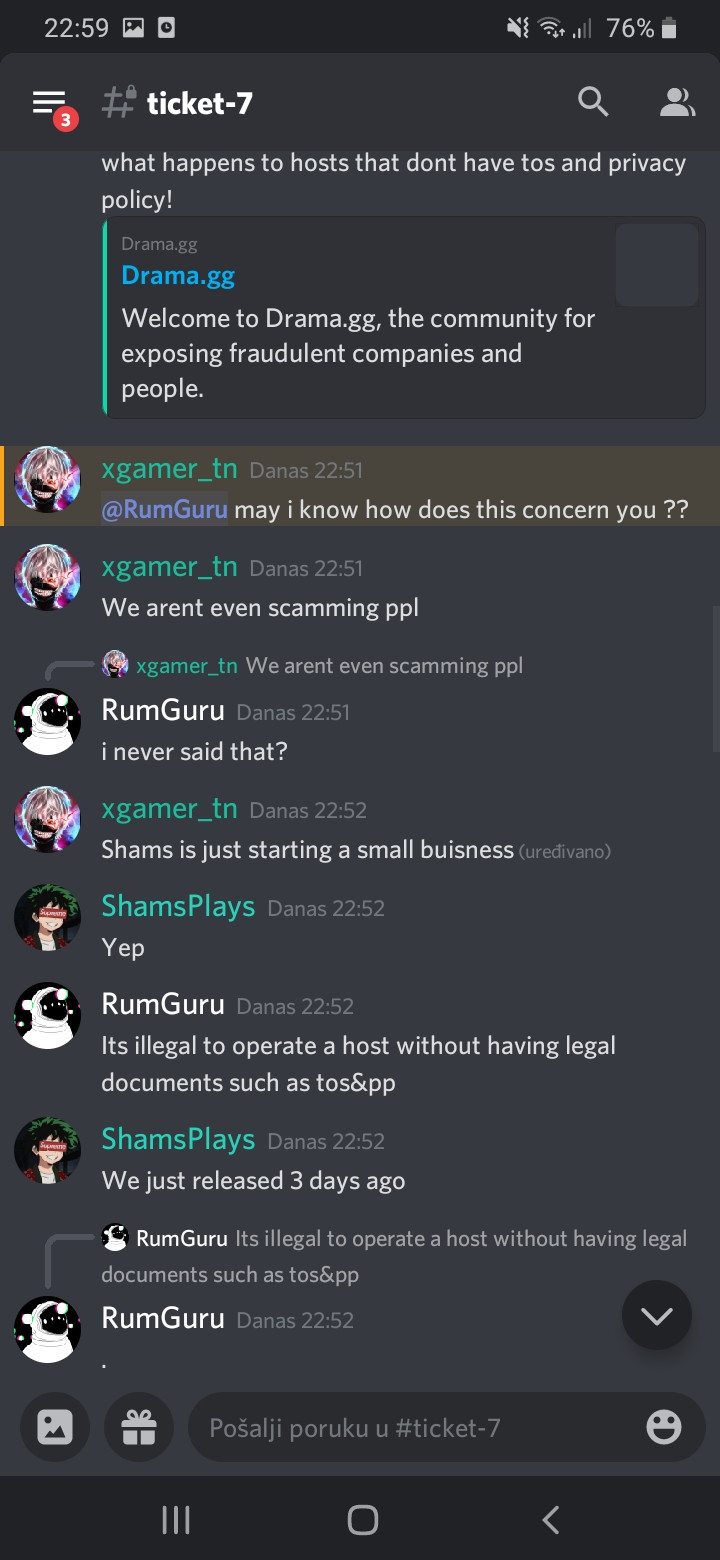 22:59
76%
3
ticket-7
what happens to hosts that dont have tos and privacy
policy!
Drama.gg
Drama.gg
Welcome to Drama.gg, the community for
exposing fraudulent companies and
people.
xgamer_tn Danas 22:51
@RumGuru may i know how does this concern you ??
xgamer_tn Danas 22:51
We arent even scamming ppl
xgamer_tn We arent even scamming ppl
RumGuru Danas 22:51
i never said that?
xgamer_tn Danas 22:52
Shams is just starting a small buisness (uređivano)
ShamsPlays Danas 22:52
Yep
RumGuru Danas 22:52
Its illegal to operate a host without having legal
documents such as tos&pp
ShamsPlays Danas 22:52
We just released 3 days ago
RumGuru Its illegal to operate a host without having legal
documents such as tos&pp
RumGuru Danas 22:52
.
Pošalji poruku u #ticket-7